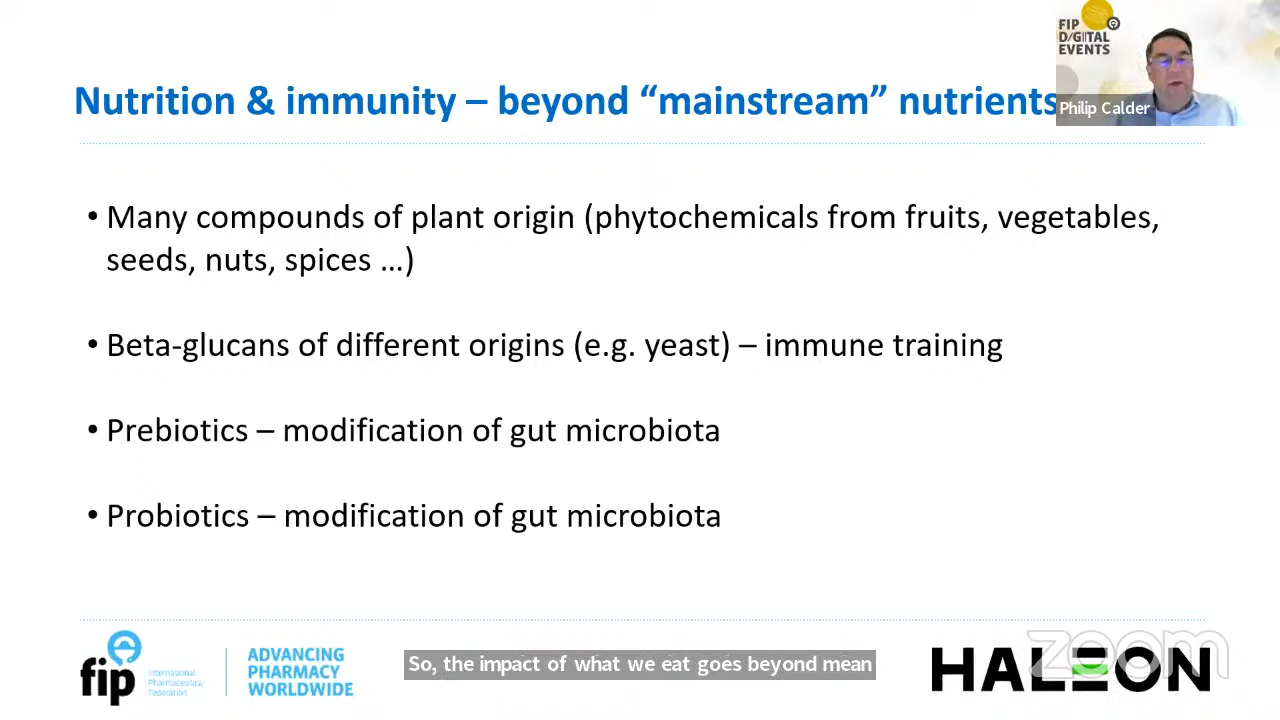 FIP
DIGITAL
EVENTS
Philip Calder
Nutrition & immunity – beyond “mainstream” nutrients
• Many compounds of plant origin (phytochemicals from fruits, vegetables,
seeds, nuts, spices …)
• Beta-glucans of different origins (e.g. yeast) – immune training
• Prebiotics – modification of gut microbiota
• Probiotics – modification of gut microbiota
fip
International
Pharmaceutical
Federation
ADVANCING
PHARMACY
WORLDWIDE
So, the impact of what we eat goes beyond mean
HALEON
zoom